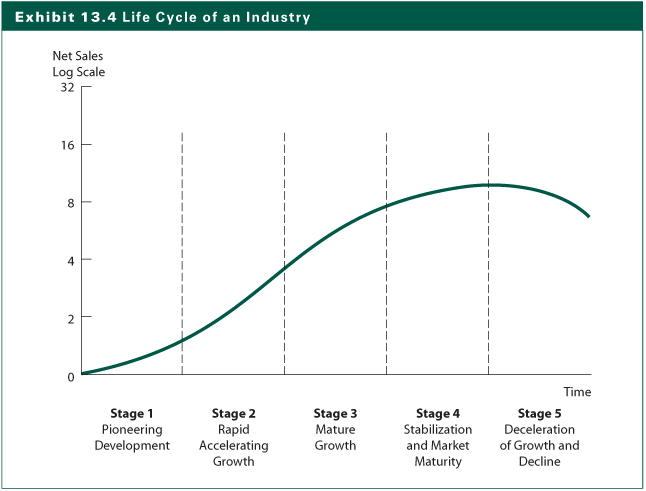 Exhibit 13.4 Life Cycle of an Industry
Net Sales
Log Scale
32
16
8
4
2
0
Time
Stage 1
Pioneering
Development
Stage 2
Rapid
Accelerating
Growth
Stage 3
Mature
Growth
Stage 4
Stabilization
and Market
Maturity
Stage 5
Deceleration
of Growth and
Decline